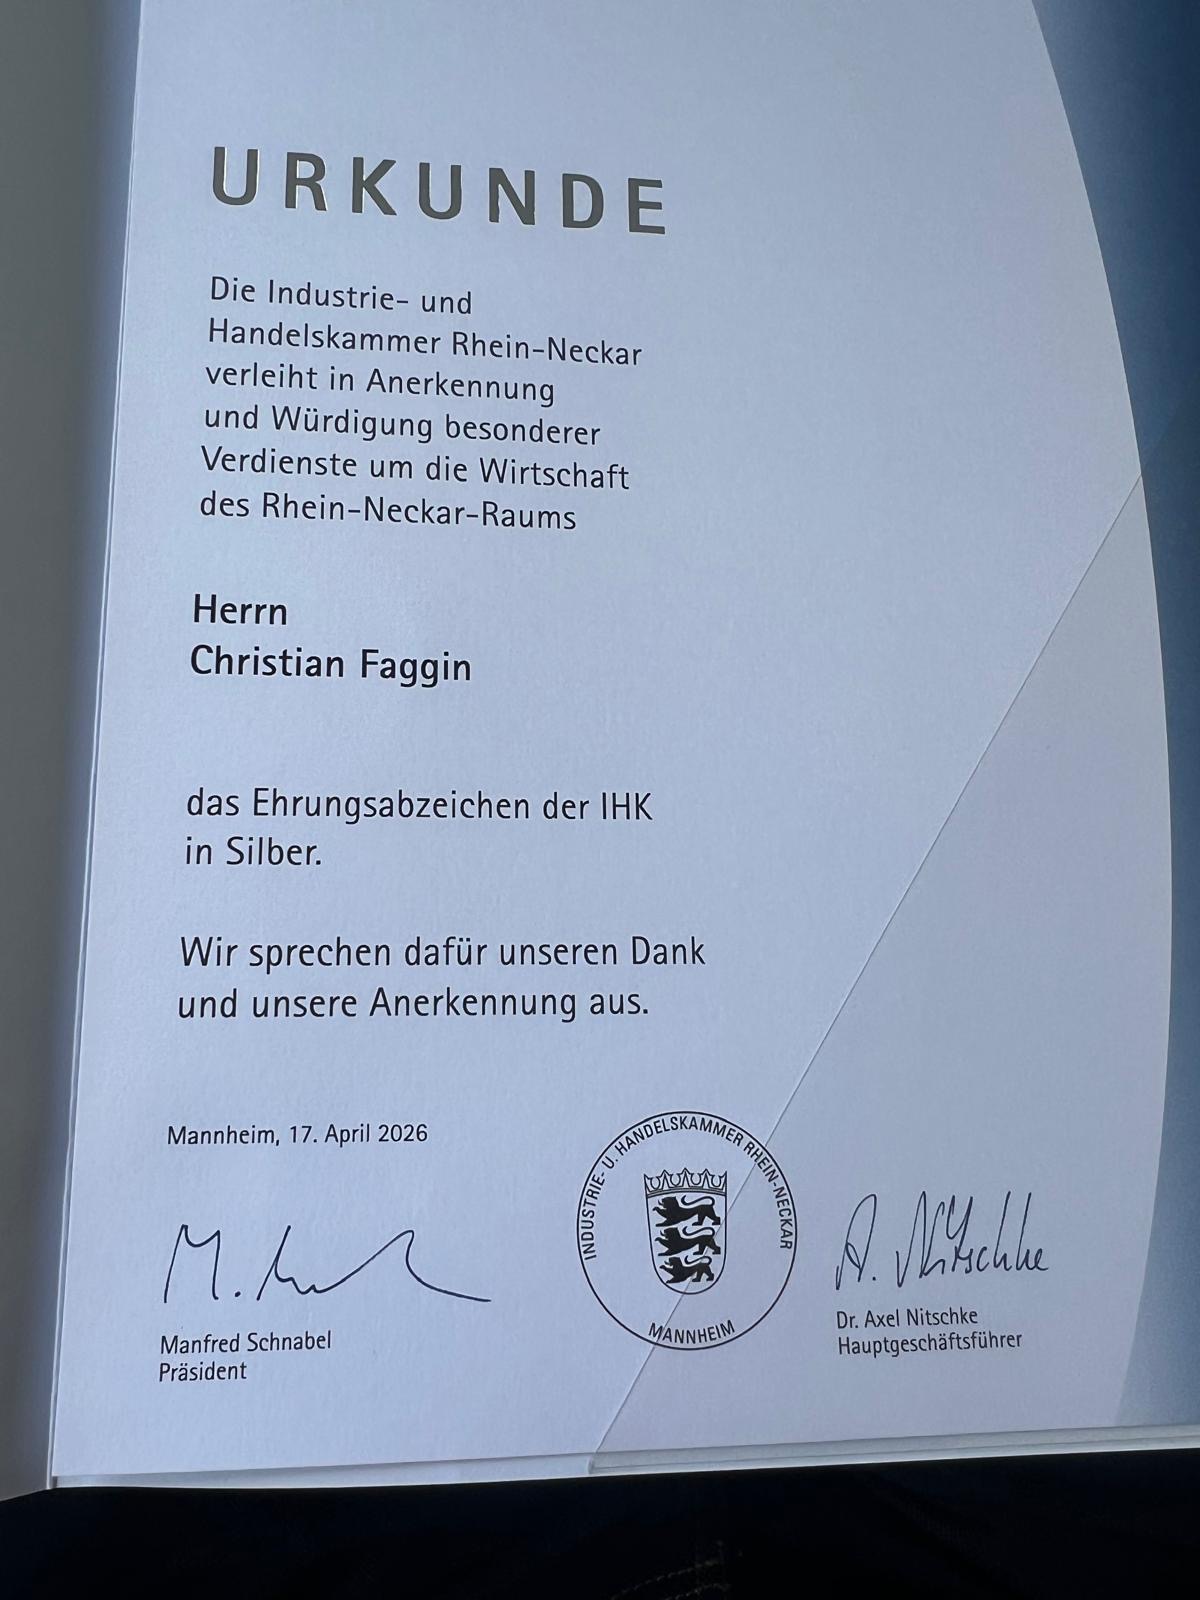 URKUNDE
Die Industrie- und
Handelskammer Rhein-Neckar
verleiht in Anerkennung
und Würdigung besonderer
Verdienste um die Wirtschaft
des Rhein-Neckar-Raums
Herrn
Christian Faggin
das Ehrungsabzeichen der IHK
in Silber.
Wir sprechen dafür unseren Dank
und unsere Anerkennung aus.
Mannheim, 17. April 2026
INDUSTRIE- U. HANDELSKAMMER RHEIN-NECKAR
MANNHEIM
A. Nitschke
Manfred Schnabel
Präsident
Dr. Axel Nitschke
Hauptgeschäftsführer